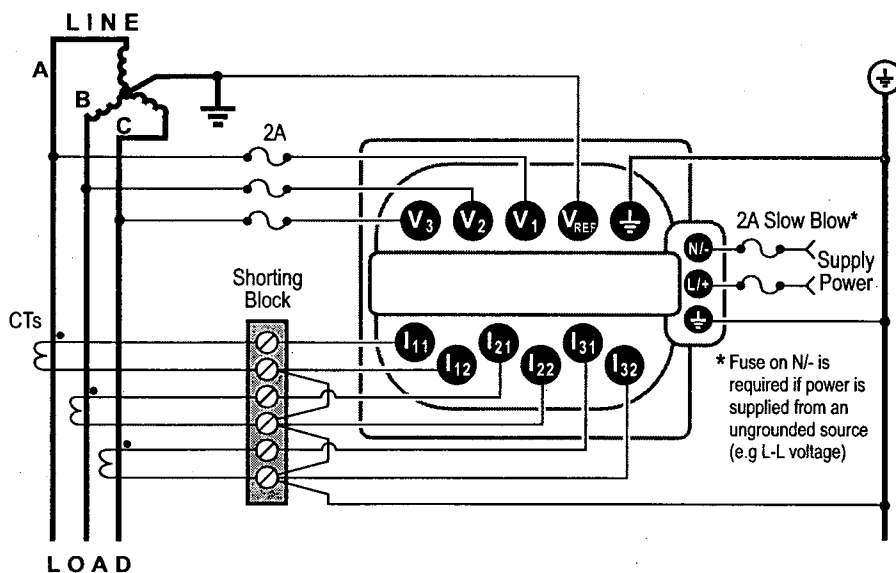 LINE
A
B
C
2A
V3 V2 V1 VREF
N/-
2A Slow Blow*
L/+
Supply
Power
Shorting
Block
CTs
I11 I12 I21 I22 I31 I32
* Fuse on N/- is
required if power is
supplied from an
ungrounded source
(e.g L-L voltage)
LOAD